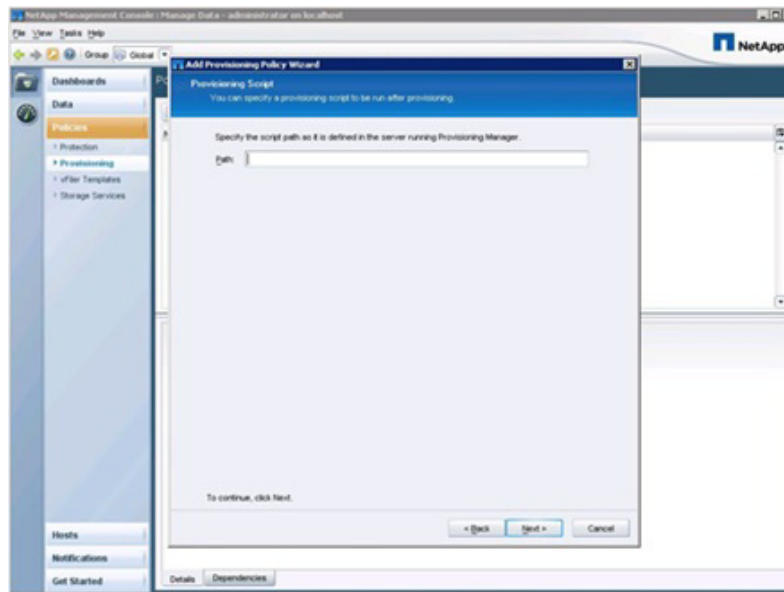 NetApp Management Console : Manage Data - administrator on localhost
File View Tasks Help
Group Global
NetApp
Dashboards
Data
Policies
Protection
Provisioning
vFiler Templates
Storage Services
Add Provisioning Policy Wizard
Provisioning Script
You can specify a provisioning script to be run after provisioning.
Specify the script path as it is defined in the server running Provisioning Manager.
Path:
To continue, click Next.
< Back Next > Cancel
Hosts
Notifications
Get Started
Details Dependencies